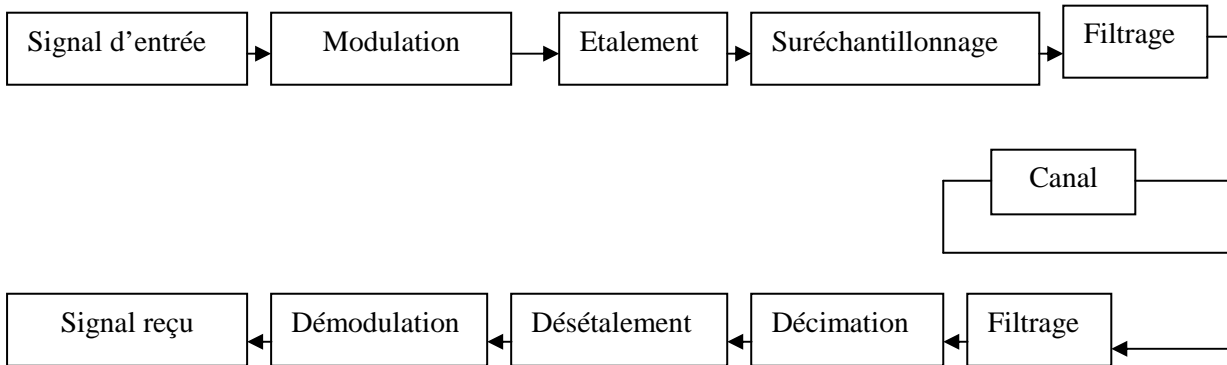 Signal d’entrée
Modulation
Etalement
Suréchantillonnage
Filtrage
Canal
Signal reçu
Démodulation
Désétalement
Décimation
Filtrage